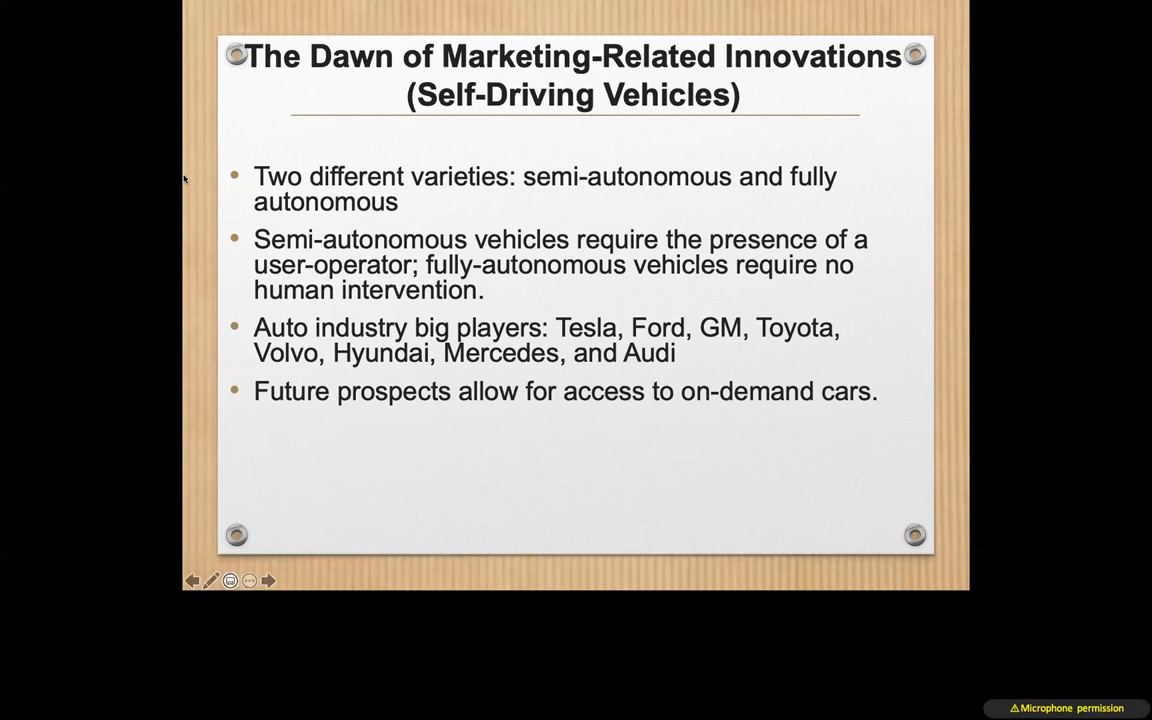 The Dawn of Marketing-Related Innovations
(Self-Driving Vehicles)
• Two different varieties: semi-autonomous and fully
autonomous
• Semi-autonomous vehicles require the presence of a
user-operator; fully-autonomous vehicles require no
human intervention.
• Auto industry big players: Tesla, Ford, GM, Toyota,
Volvo, Hyundai, Mercedes, and Audi
• Future prospects allow for access to on-demand cars.
⚠Microphone permission